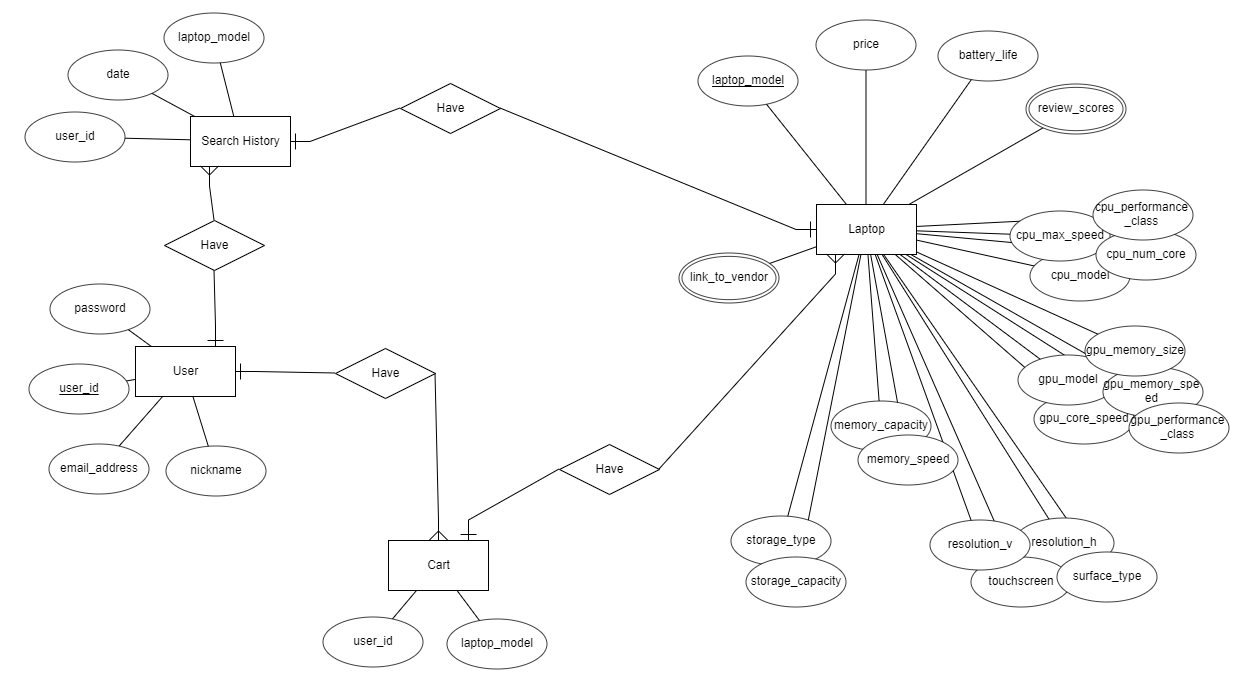 laptop_model
date
user_id
Search History
Have
Have
laptop_model
price
battery_life
review_scores
Laptop
link_to_vendor
cpu_performance
_class
cpu_max_speed
cpu_num_core
cpu_model
password
User
user_id
email_address
nickname
Have
Have
gpu_memory_size
gpu_model
gpu_memory_spe
ed
gpu_core_speed
gpu_performance
_class
memory_capacity
memory_speed
storage_type
storage_capacity
resolution_v
resolution_h
touchscreen
surface_type
Cart
user_id
laptop_model